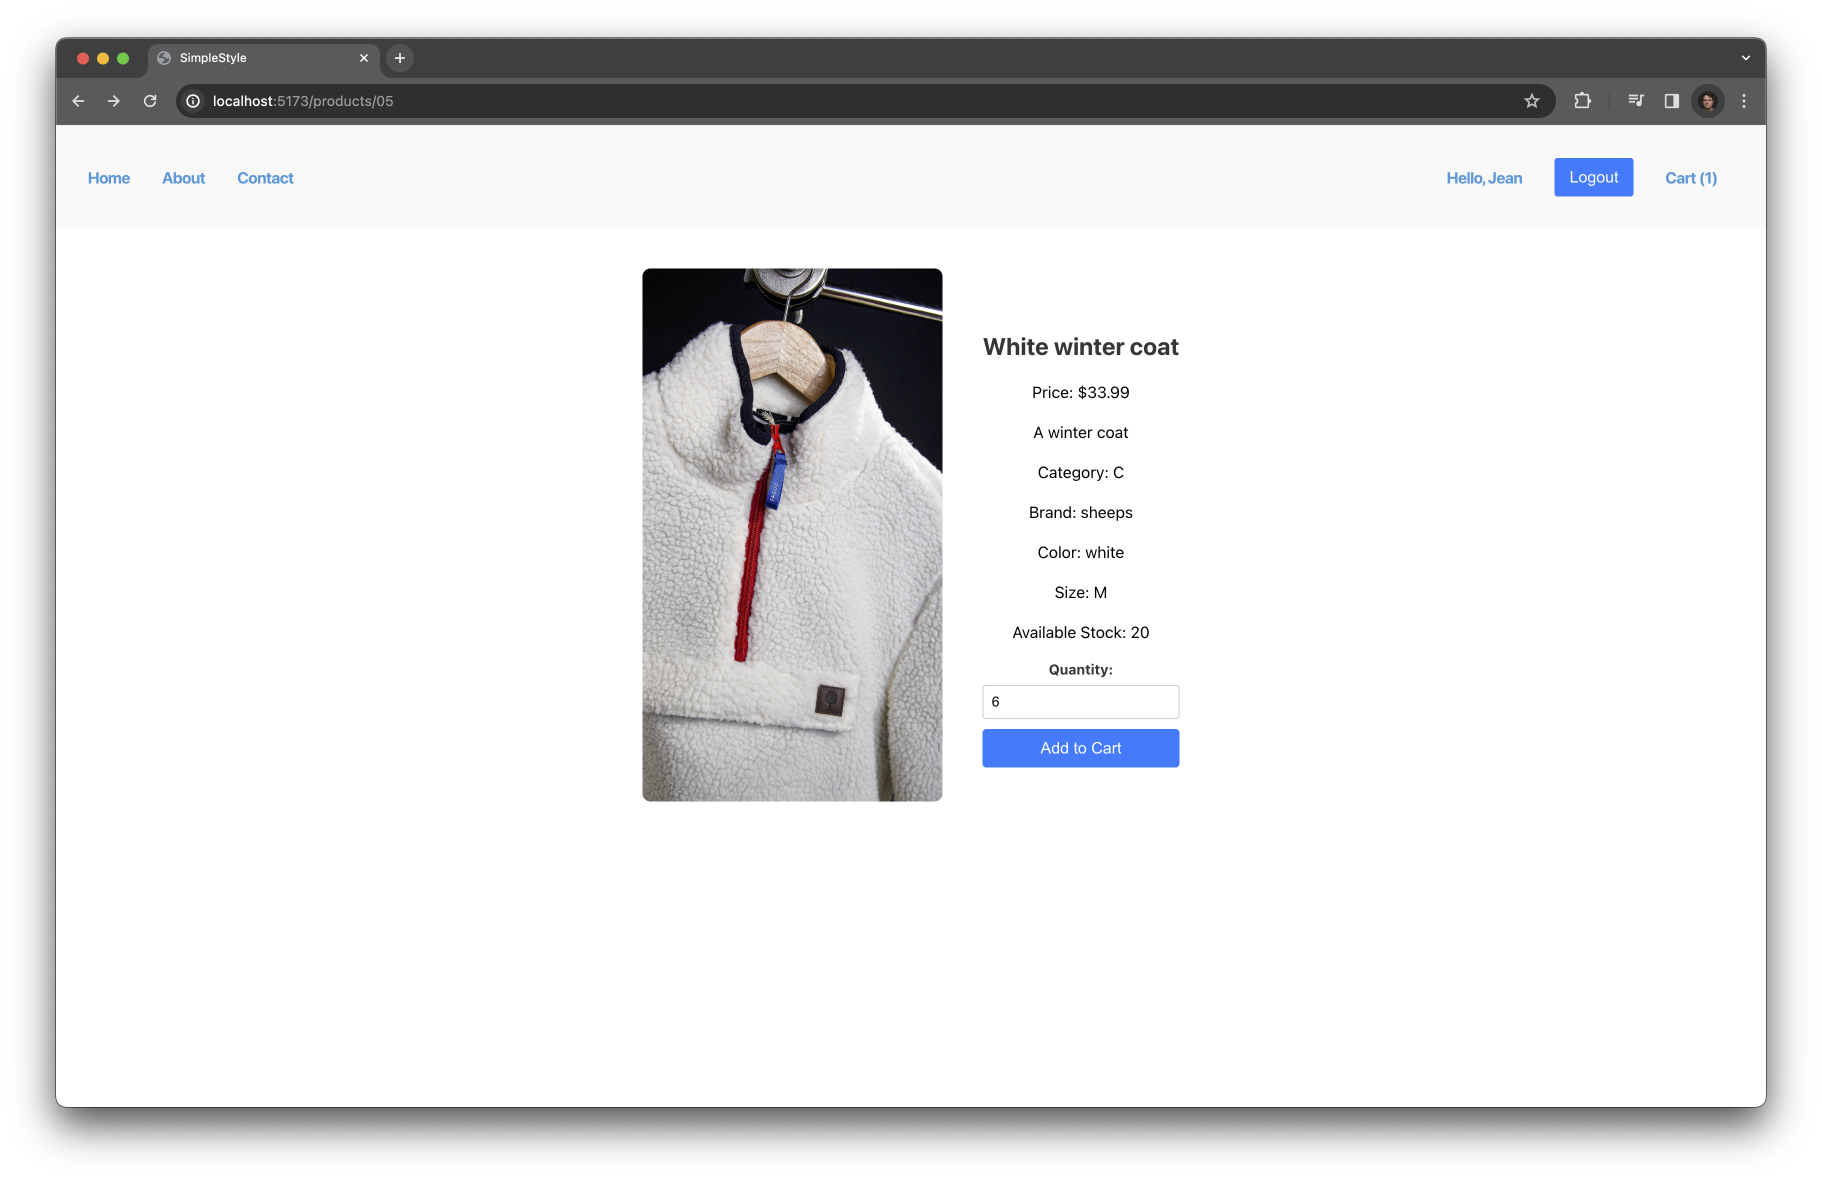 SimpleStyle
localhost:5173/products/05
Home
About
Contact
Hello, Jean
Logout
Cart (1)
White winter coat
Price: $33.99
A winter coat
Category: C
Brand: sheeps
Color: white
Size: M
Available Stock: 20
Quantity:
6
Add to Cart